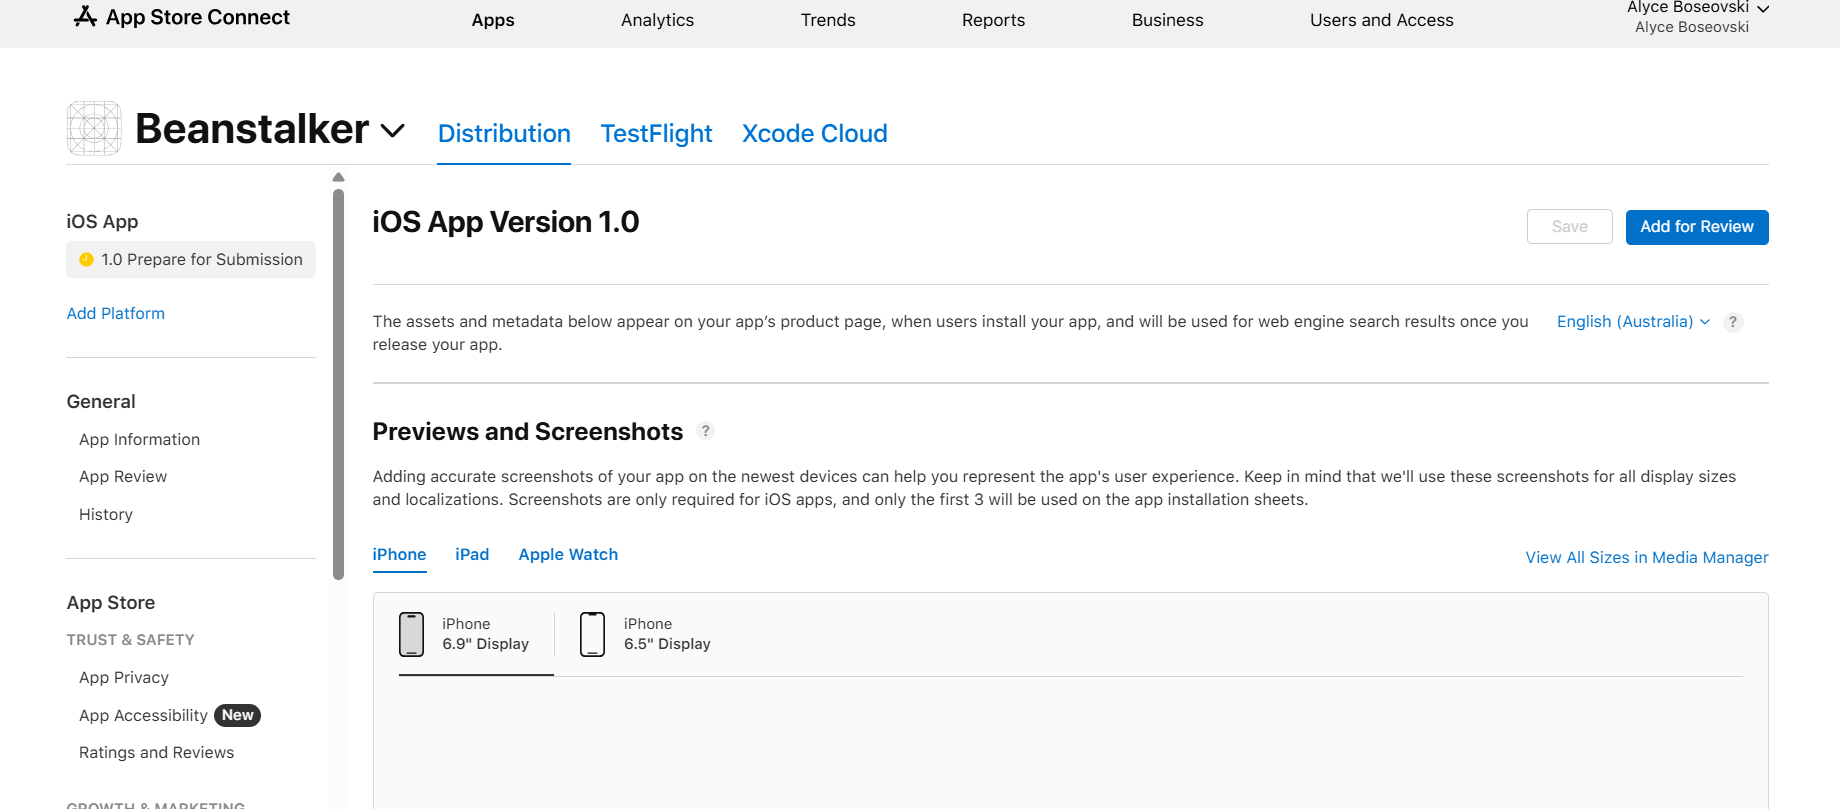 App Store Connect
Apps
Analytics
Trends
Reports
Business
Users and Access
Alyce Boseovski
Alyce Boseovski
Beanstalker
Distribution
TestFlight
Xcode Cloud
iOS App
1.0 Prepare for Submission
Add Platform
General
App Information
App Review
History
App Store
TRUST & SAFETY
App Privacy
App Accessibility New
Ratings and Reviews
GROWTH & MARKETING
iOS App Version 1.0
Save
Add for Review
The assets and metadata below appear on your app’s product page, when users install your app, and will be used for web engine search results once you
release your app.
English (Australia)
?
Previews and Screenshots ?
Adding accurate screenshots of your app on the newest devices can help you represent the app's user experience. Keep in mind that we'll use these screenshots for all display sizes
and localizations. Screenshots are only required for iOS apps, and only the first 3 will be used on the app installation sheets.
iPhone
iPad
Apple Watch
View All Sizes in Media Manager
iPhone
6.9" Display
iPhone
6.5" Display